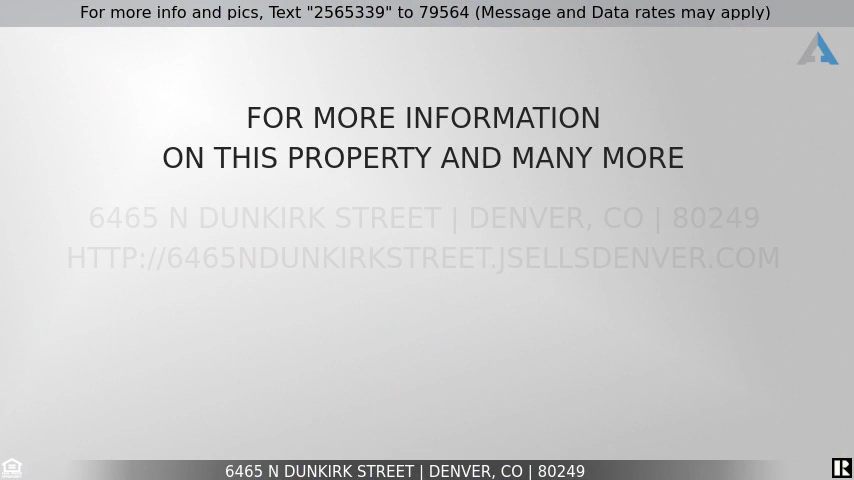 For more info and pics, Text "2565339" to 79564 (Message and Data rates may apply)
FOR MORE INFORMATION
ON THIS PROPERTY AND MANY MORE
6465 N DUNKIRK STREET | DENVER, CO | 80249
HTTP://6465NDUNKIRKSTREET.JSELLSDENVER.COM
6465 N DUNKIRK STREET | DENVER, CO | 80249